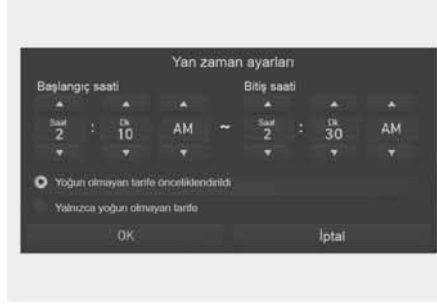 Yan zaman ayarları
Başlangıç saati Bitiş saati
Saat Dk Saat Dk
2 : 10 AM ~ 2 : 30 AM
Yoğun olmayan tarife önceliklendirildi
Yalnızca yoğun olmayan tarife
OK İptal